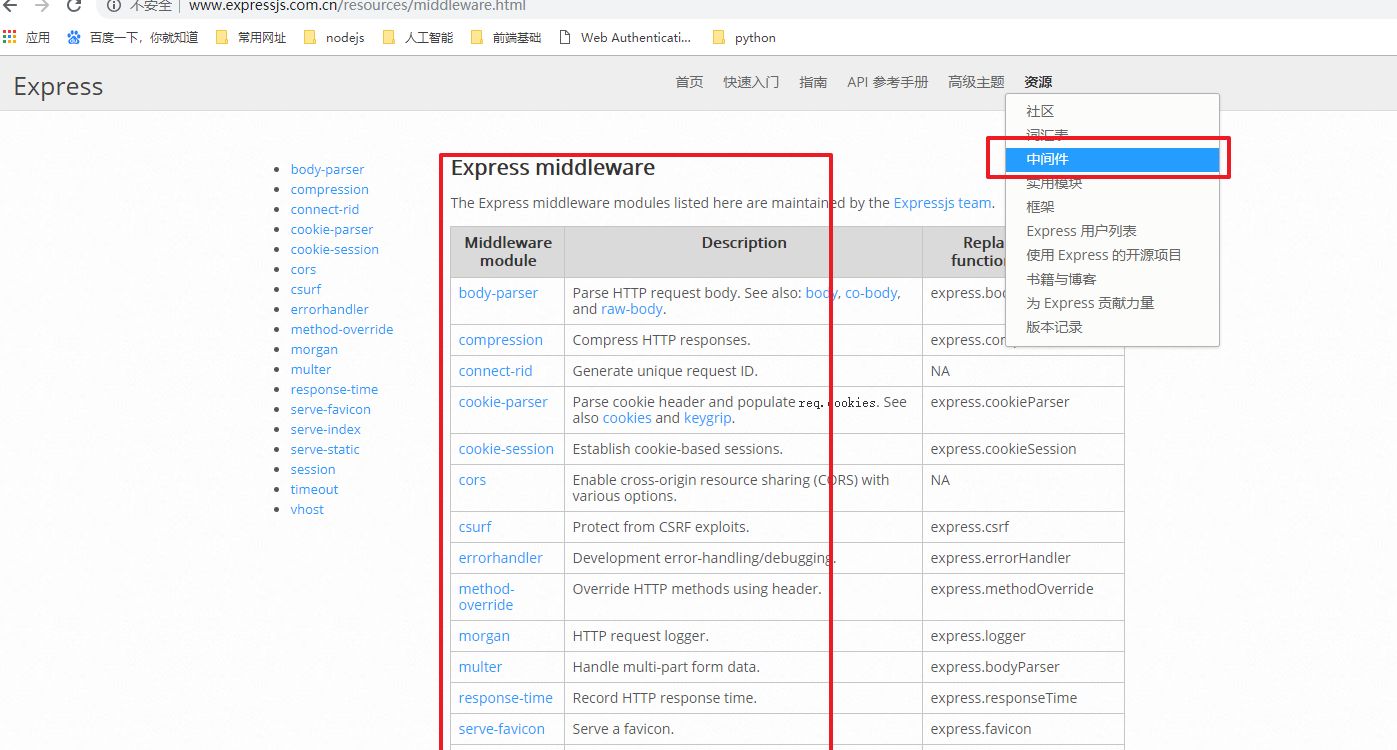 不安全 www.expressjs.com.cn/resources/middleware.html
应用 百度一下，你就知道 常用网址 nodejs 人工智能 前端基础 Web Authenticati... python
Express
首页 快速入门 指南 API 参考手册 高级主题 资源
社区
词汇表
中间件
实用模块
框架
Express 用户列表
使用 Express 的开源项目
书籍与博客
为 Express 贡献力量
版本记录
body-parser
compression
connect-rid
cookie-parser
cookie-session
cors
csurf
errorhandler
method-override
morgan
multer
response-time
serve-favicon
serve-index
serve-static
session
timeout
vhost
Express middleware
The Express middleware modules listed here are maintained by the Expressjs team.
Middleware module Description
body-parser Parse HTTP request body. See also: body, co-body,
and raw-body.
compression Compress HTTP responses.
connect-rid Generate unique request ID. NA
cookie-parser Parse cookie header and populate req.cookies. See express.cookieParser
also cookies and keygrip.
cookie-session Establish cookie-based sessions. express.cookieSession
cors Enable cross-origin resource sharing (CORS) with NA
various options.
csurf Protect from CSRF exploits. express.csrf
errorhandler Development error-handling/debugging. express.errorHandler
method- Override HTTP methods using header. express.methodOverride
override
morgan HTTP request logger. express.logger
multer Handle multi-part form data. express.bodyParser
response-time Record HTTP response time. express.responseTime
serve-favicon Serve a favicon. express.favicon